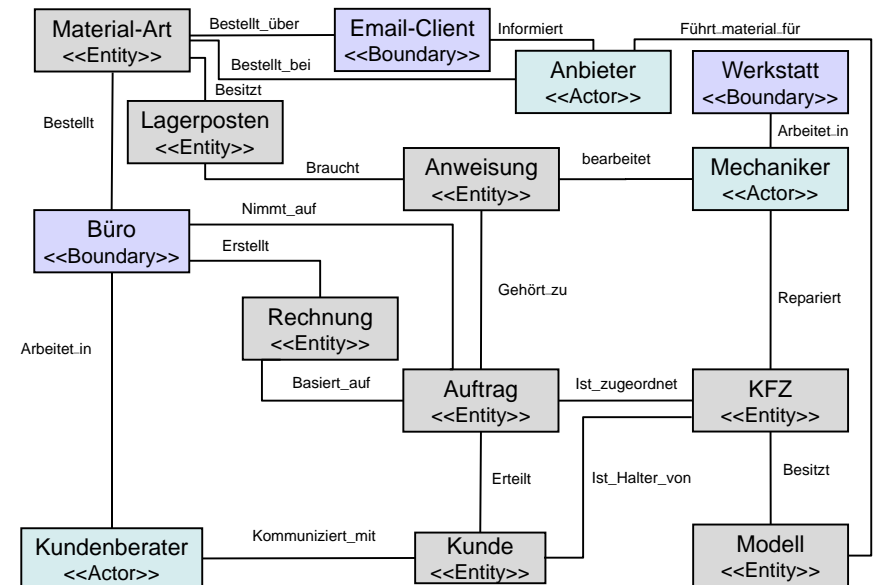 Material-Art
<<Entity>>
Bestellt_über
Email-Client
<<Boundary>>
Informiert
Führt_material_für
Bestellt_bei
Anbieter
<<Actor>>
Werkstatt
<<Boundary>>
Besitzt
Bestellt
Lagerposten
<<Entity>>
Arbeitet_in
Braucht
Anweisung
<<Entity>>
bearbeitet
Mechaniker
<<Actor>>
Büro
<<Boundary>>
Nimmt_auf
Erstellt
Gehört_zu
Repariert
Rechnung
<<Entity>>
Arbeitet_in
Basiert_auf
Auftrag
<<Entity>>
Ist_zugeordnet
KFZ
<<Entity>>
Erteilt
Ist_Halter_von
Besitzt
Kundenberater
<<Actor>>
Kommuniziert_mit
Kunde
<<Entity>>
Modell
<<Entity>>